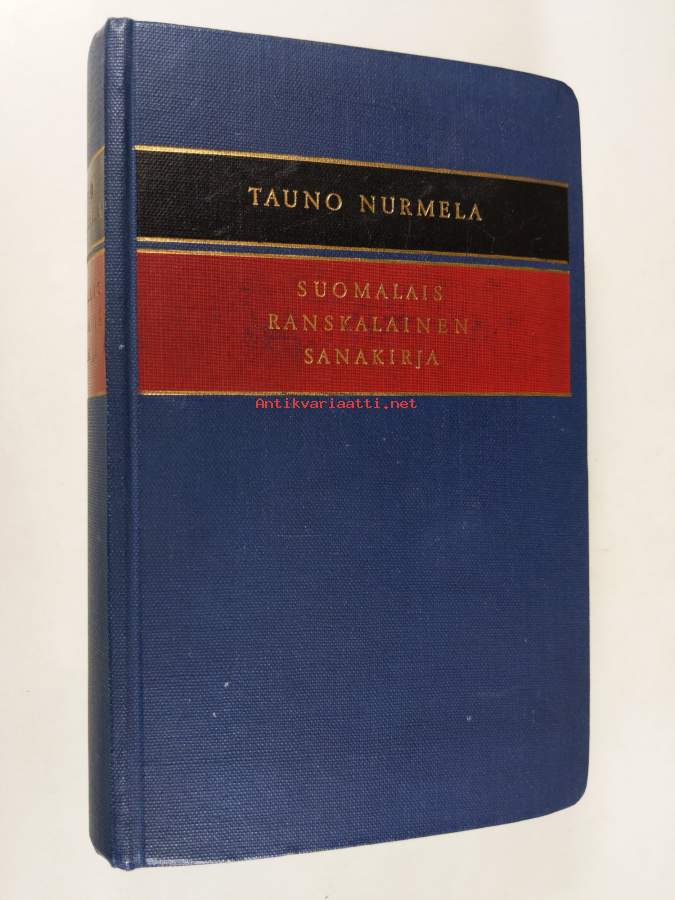 TAUNO NURMELA
SUOMALAIS
RANSKALAINEN
SANAKIRJA
Antikvariaatti.net